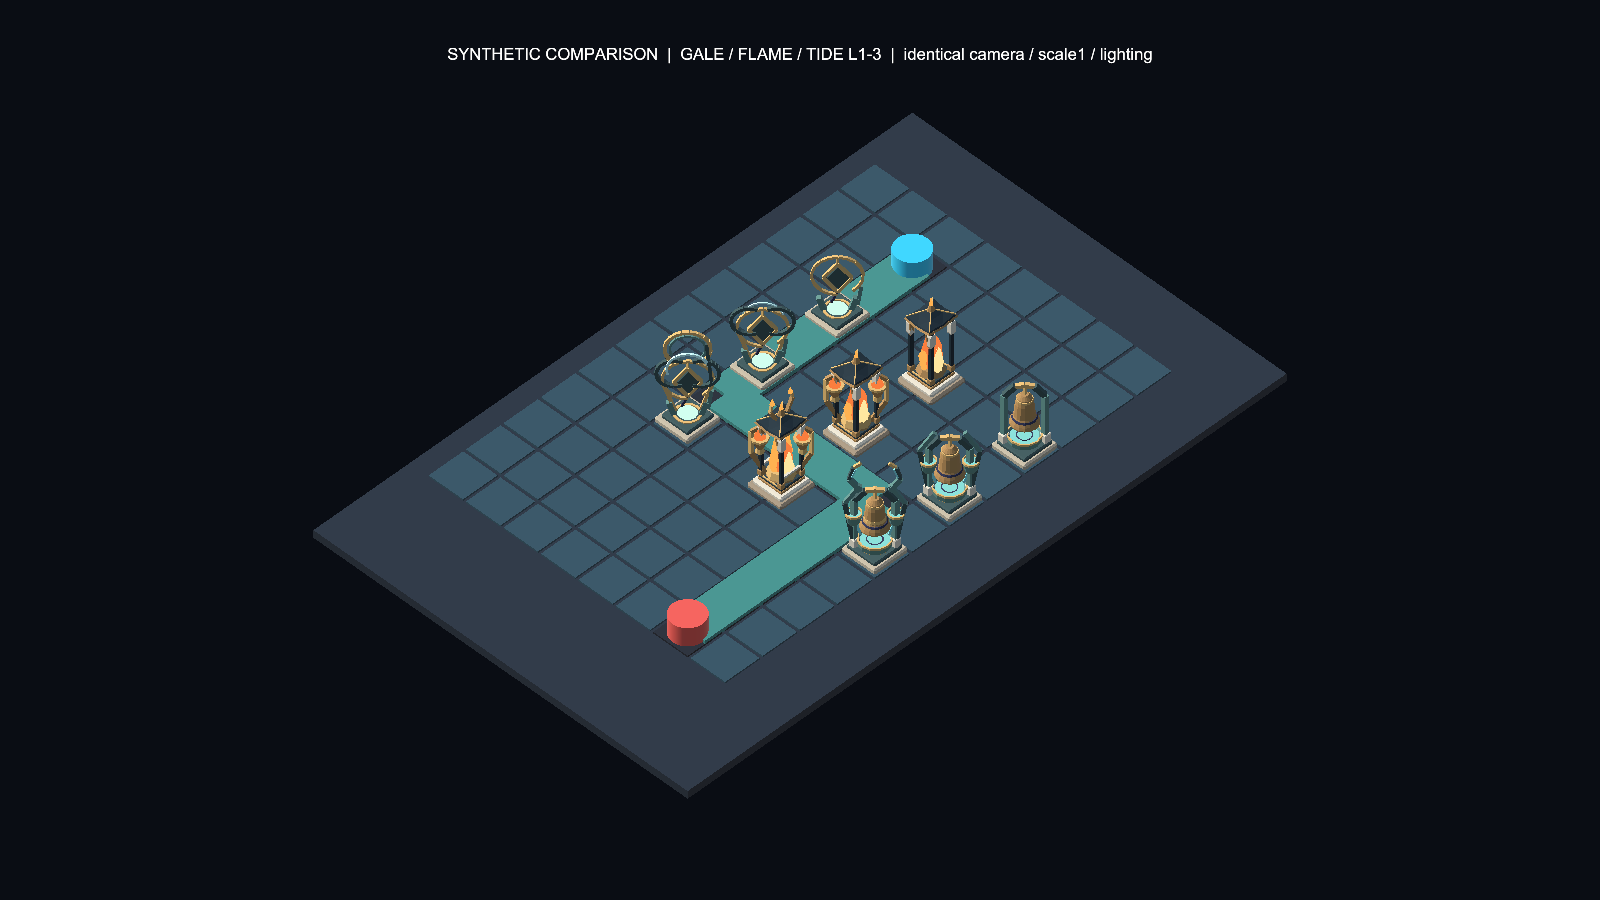 SYNTHETIC COMPARISON | GALE / FLAME / TIDE L1-3 | identical camera / scale1 / lighting